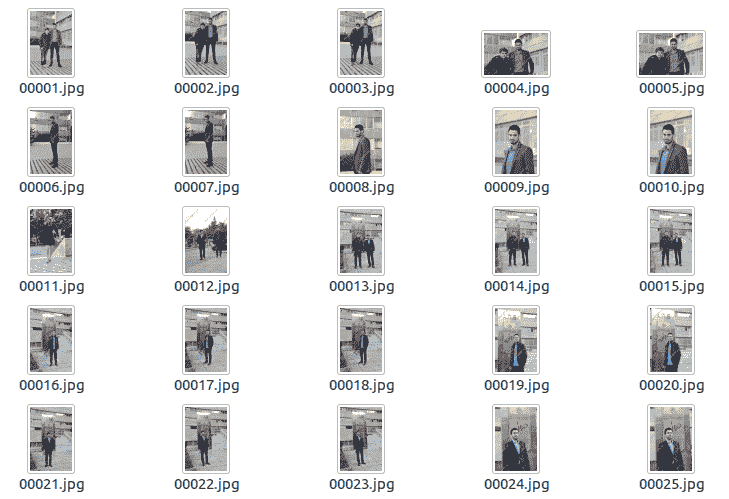 00001.jpg 00002.jpg 00003.jpg 00004.jpg 00005.jpg
00006.jpg 00007.jpg 00008.jpg 00009.jpg 00010.jpg
00011.jpg 00012.jpg 00013.jpg 00014.jpg 00015.jpg
00016.jpg 00017.jpg 00018.jpg 00019.jpg 00020.jpg
00021.jpg 00022.jpg 00023.jpg 00024.jpg 00025.jpg